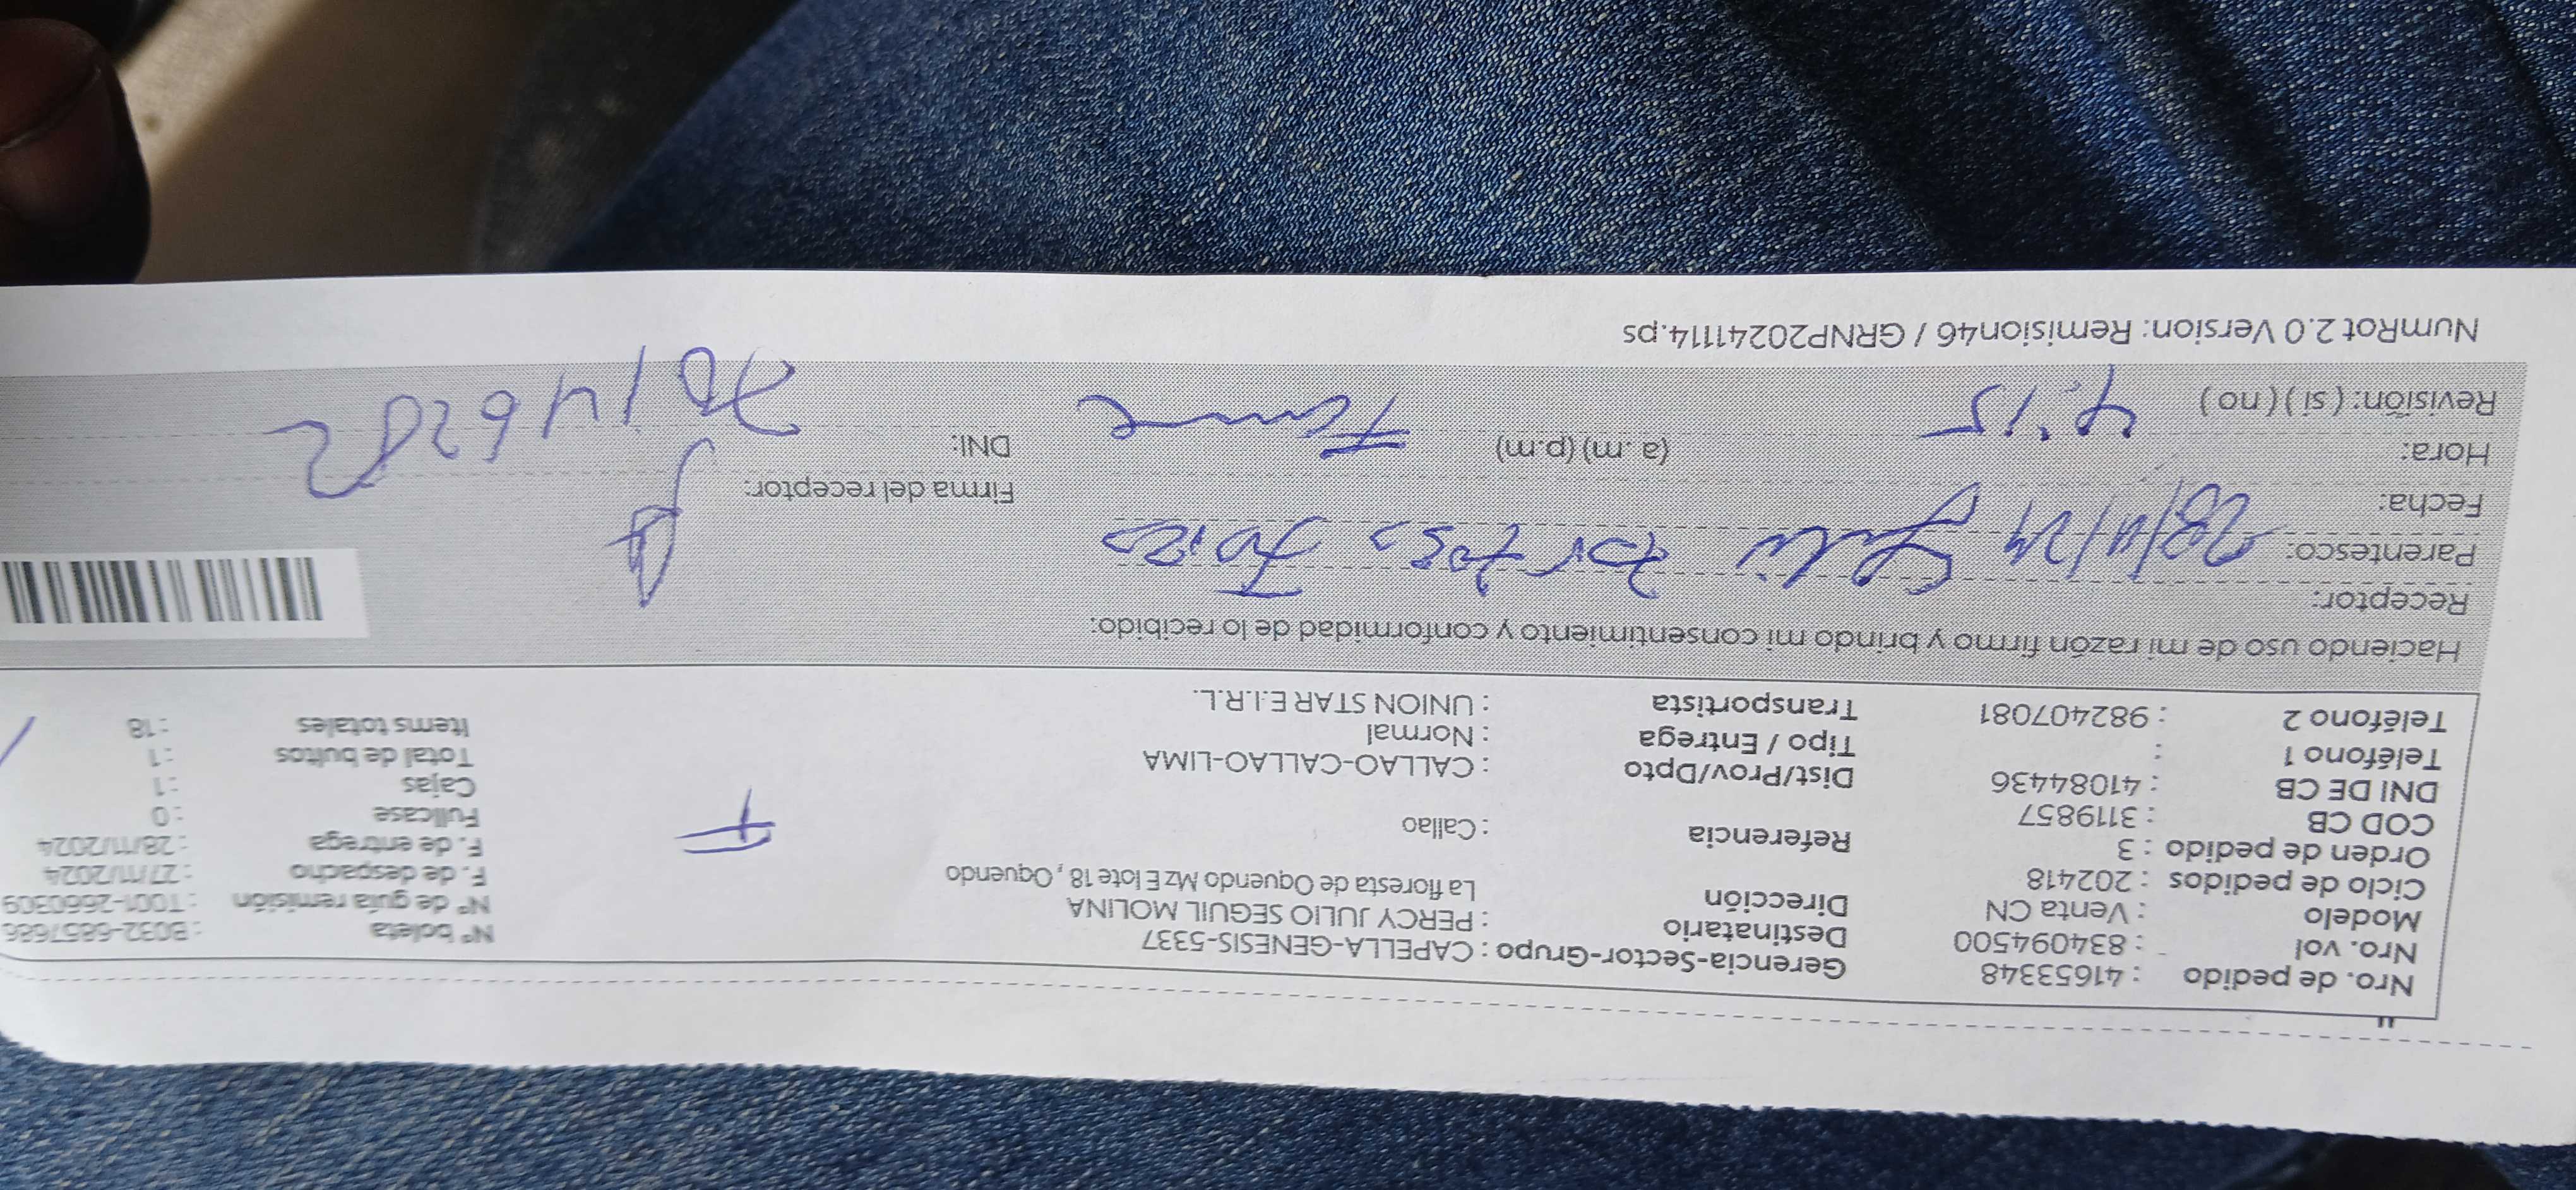 Nro. de pedido : 41653348 Gerencia-Sector-Grupo : CAPELLA-GENESIS-5337 Nº boleta : B032-6857686
Nro. vol : 834094500 Destinatario : PERCY JULIO SEGUIL MOLINA Nº de guía remisión : T001-2660309
Modelo : Venta CN Dirección La floresta de Oquendo Mz E lote 18 , Oquendo F. de despacho : 27/11/2024
Ciclo de pedidos : 202418 F. de entrega : 28/11/2024
Orden de pedido : 3 Referencia : Callao Fullcase : 0
COD CB : 3119857 Cajas : 1
DNI DE CB : 41084436 Dist/Prov/Dpto : CALLAO-CALLAO-LIMA Total de bultos : 1
Teléfono 1 : Tipo / Entrega : Normal Items totales : 18
Teléfono 2 : 982407081 Transportista : UNION STAR E.I.R.L.
Haciendo uso de mi razón firmo y brindo mi consentimiento y conformidad de lo recibido:
Receptor:
Parentesco:
Fecha: 28/11/24 Firma del receptor:
Hora: 4:15 (a. m) (p.m) DNI: 70146282
Revisión: ( si ) ( no )
NumRot 2.0 Version: Remision46 / GRNP20241114.ps